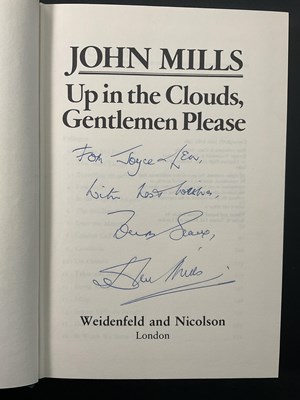 JOHN MILLS
Up in the Clouds,
Gentlemen Please
For Joyce & Len,
With best wishes,
John Mills
Weidenfeld and Nicolson
London